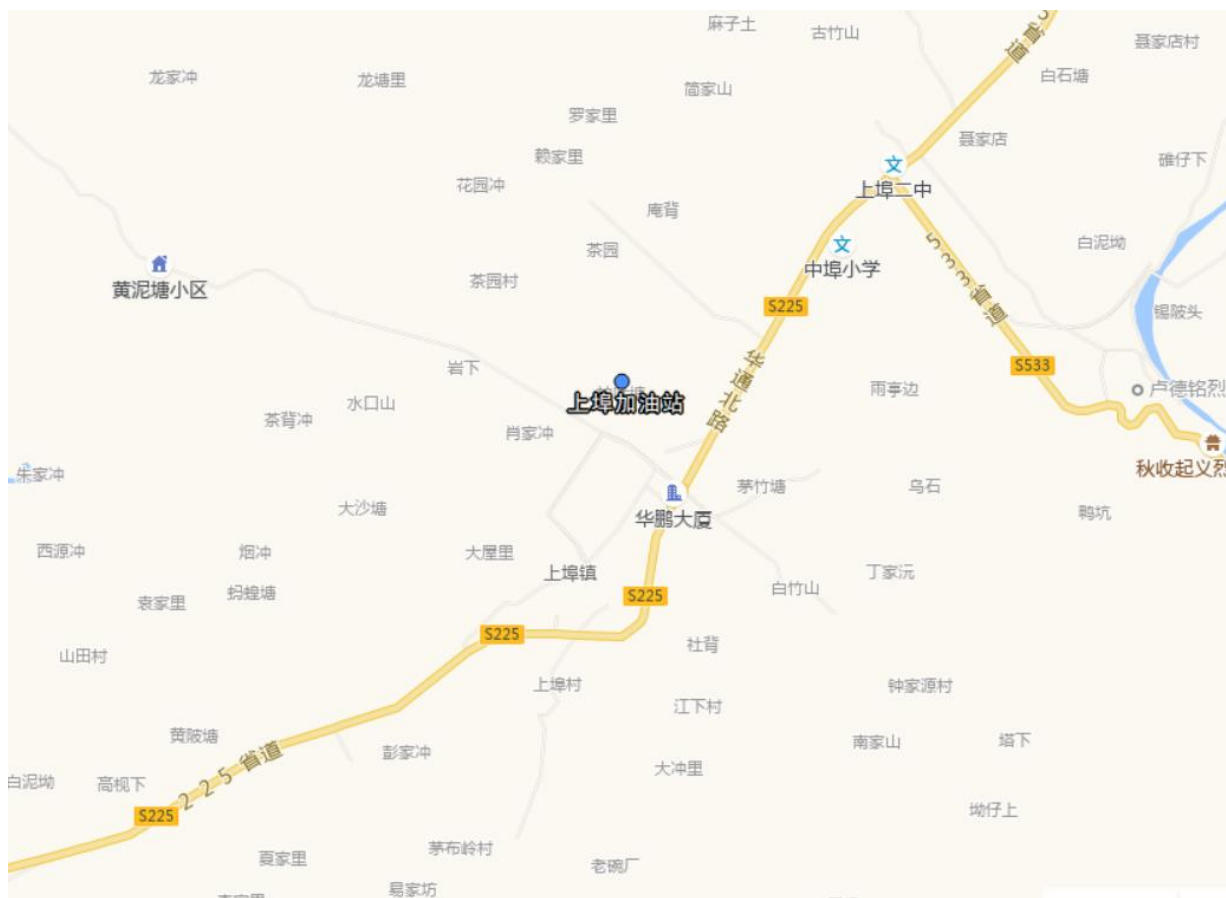 麻子土
古竹山
聂家店村
省道
龙家冲
龙塘里
简家山
白石塘
罗家里
聂家店
赖家里
碓仔下
花园冲
上埠二中
庵背
茶园
白泥坳
中埠小学
533省道
茶园村
黄泥塘小区
S225
锡陂头
岩下
华通北路
S533
雨亭边
卢德铭烈
上埠加油站
水口山
茶背冲
肖家冲
秋收起义烈
朱家冲
茅竹塘
乌石
大沙塘
华鹏大厦
鸭坑
西源冲
烟冲
大屋里
上埠镇
丁家沅
白竹山
蚂蝗塘
袁家里
S225
S225
社背
山田村
上埠村
钟家源村
江下村
黄陂塘
彭家冲
南家山
塔下
225省道
大冲里
白泥坳
高枧下
坳仔上
S225
茅布岭村
夏家里
老碗厂
易家坊